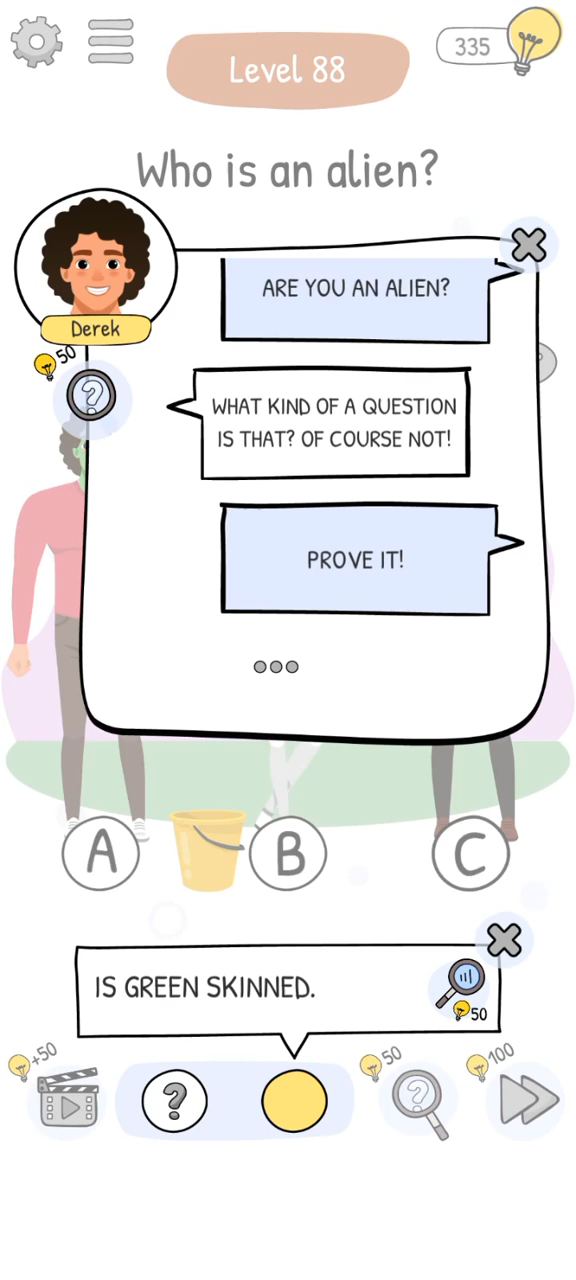 335
Level 88
Who is an alien?
ARE YOU AN ALIEN?
Derek
50
?
WHAT KIND OF A QUESTION
IS THAT? OF COURSE NOT!
PROVE IT!
A
B
C
IS GREEN SKINNED.
50
+50
50
100
?
?